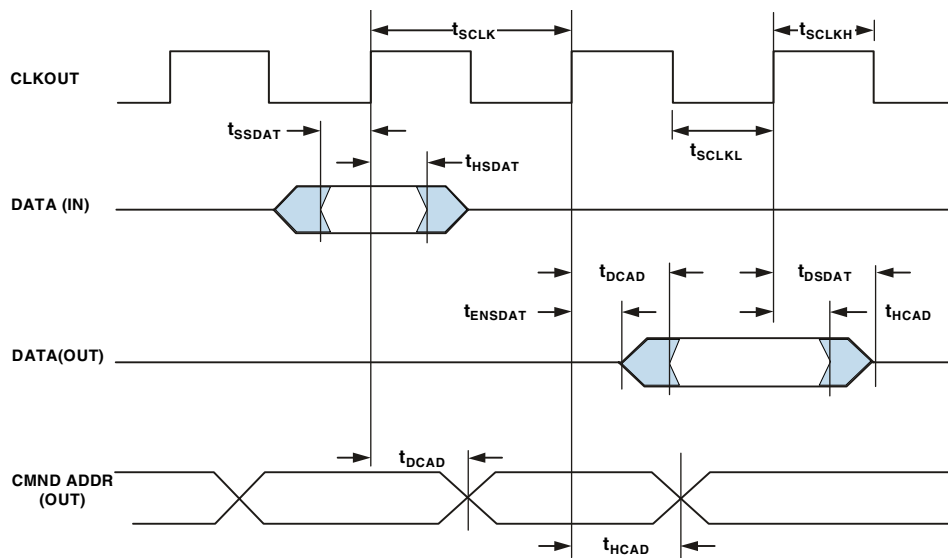 tSCLK
tSCLKH
CLKOUT
tSSDAT
tSCLKL
tHSDAT
DATA (IN)
tDCAD
tDSDAT
tENSDAT
tHCAD
DATA(OUT)
tDCAD
CMND ADDR
(OUT)
tHCAD